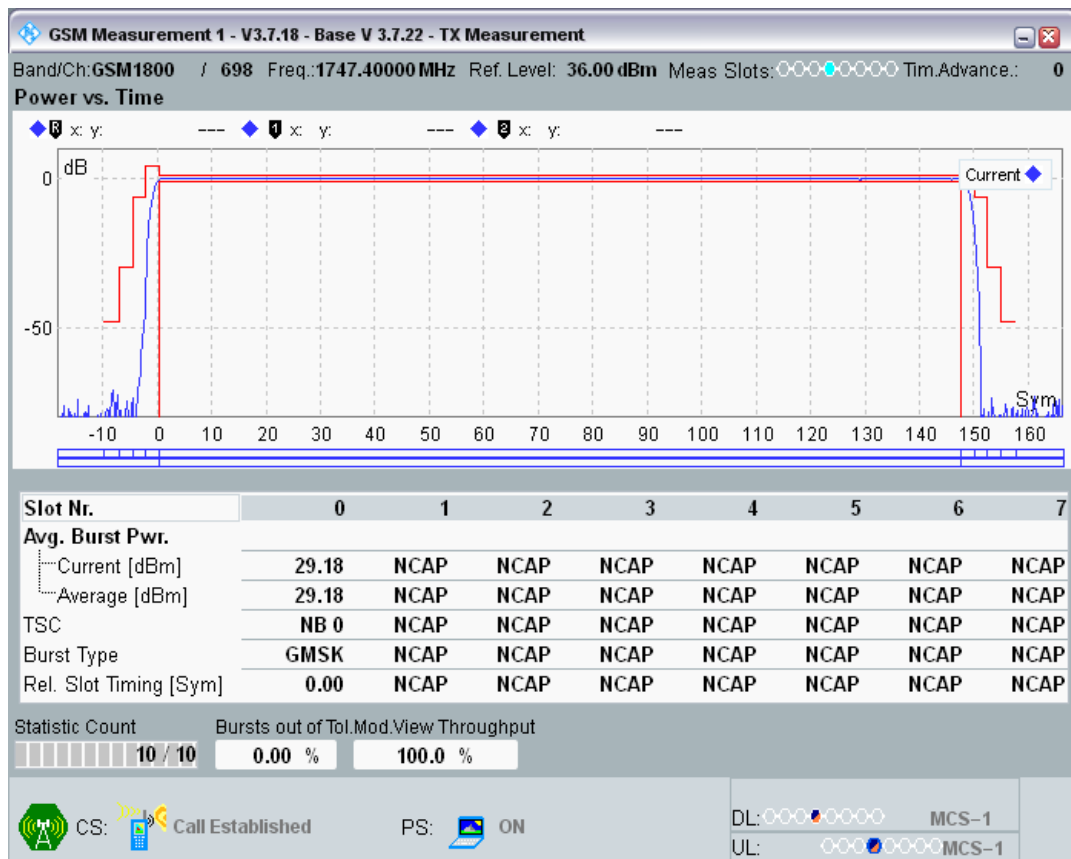 GSM Measurement 1 - V3.7.18 - Base V 3.7.22 - TX Measurement
Band/Ch:GSM1800 / 698 Freq.:1747.40000 MHz Ref. Level: 36.00 dBm Meas Slots: Tim.Advance.: 0
Power vs. Time
R x: y: --- 1 x: y: --- 2 x: y: ---
dB
0
Current
-50
Sym
-10 0 10 20 30 40 50 60 70 80 90 100 110 120 130 140 150 160
Slot Nr. 0 1 2 3 4 5 6 7
Avg. Burst Pwr.
Current [dBm] 29.18 NCAP NCAP NCAP NCAP NCAP NCAP NCAP
Average [dBm] 29.18 NCAP NCAP NCAP NCAP NCAP NCAP NCAP
TSC NB 0 NCAP NCAP NCAP NCAP NCAP NCAP NCAP
Burst Type GMSK NCAP NCAP NCAP NCAP NCAP NCAP NCAP
Rel. Slot Timing [Sym] 0.00 NCAP NCAP NCAP NCAP NCAP NCAP NCAP
Statistic Count Bursts out of Tol.Mod.View Throughput
10 / 10 0.00 % 100.0 %
CS: Call Established PS: ON
DL: MCS-1
UL: MCS-1